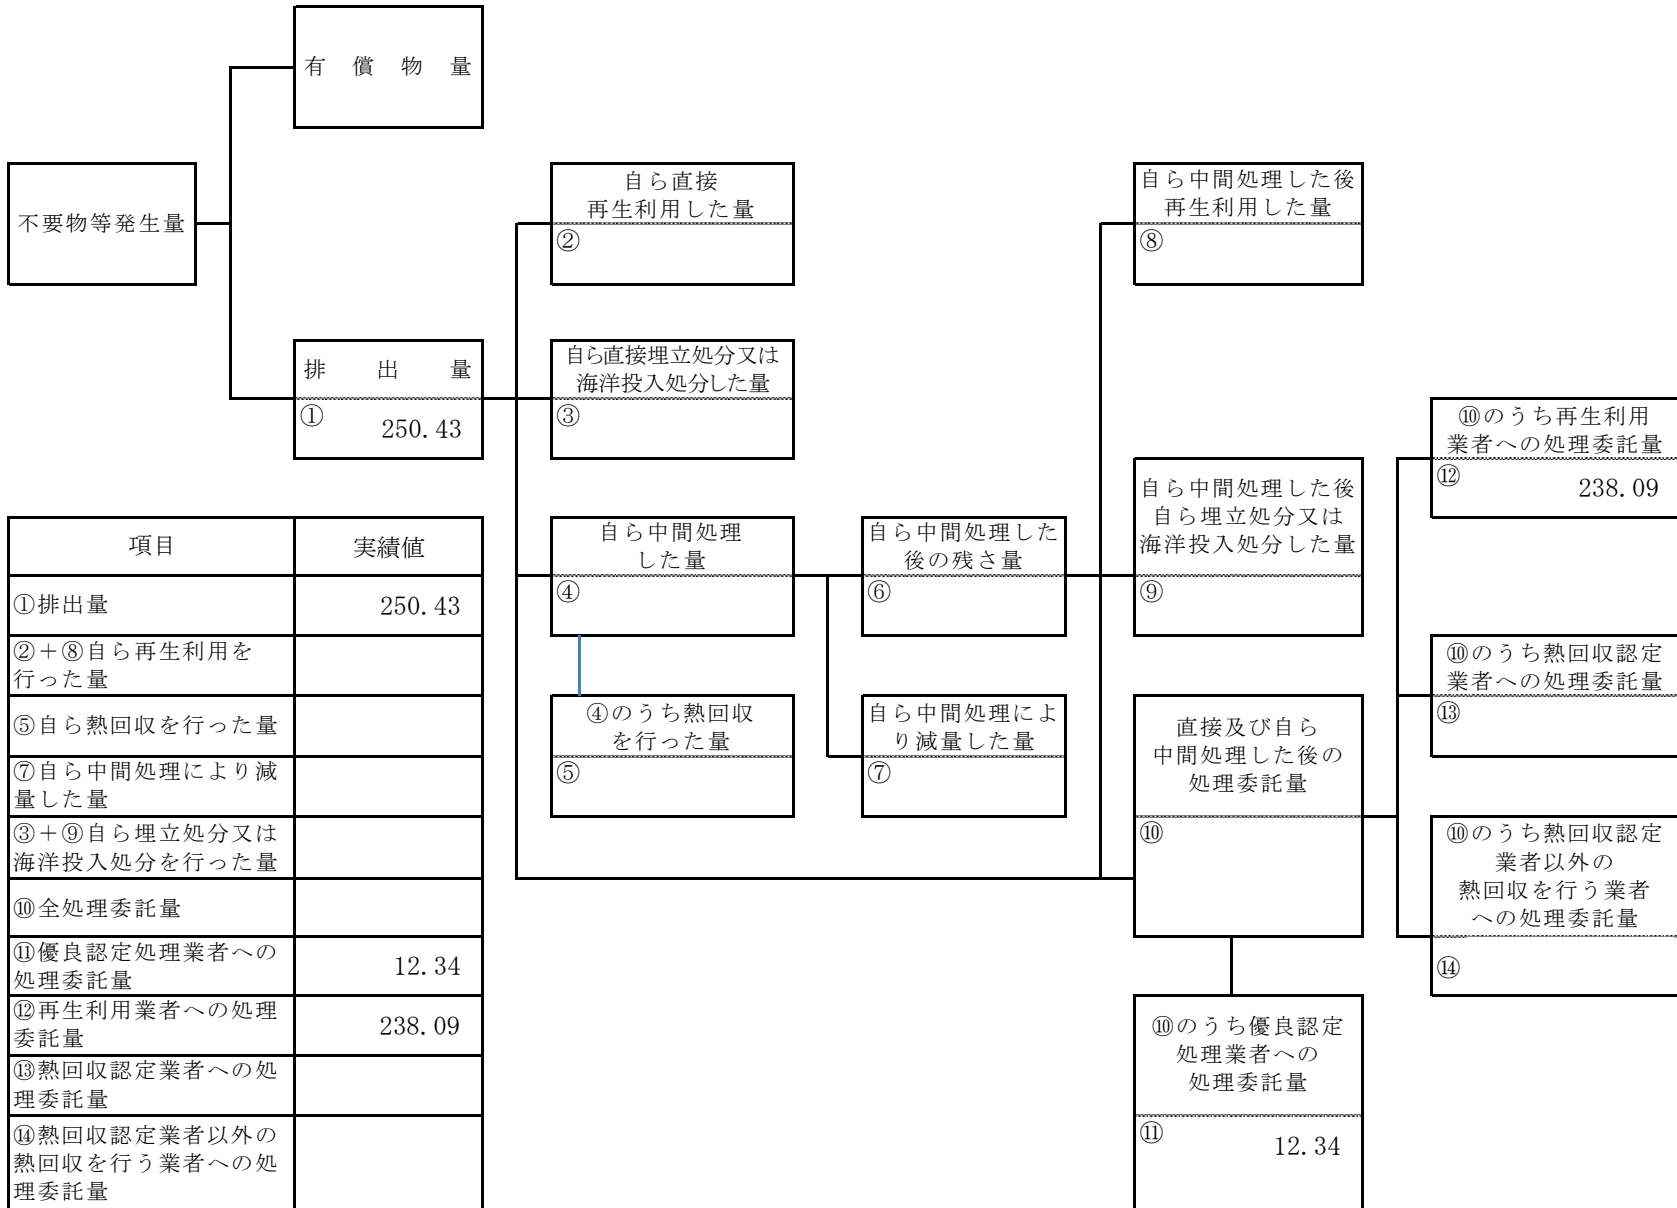 有償物量
不要物等発生量
排出量
①
250.43
自ら直接
再生利用した量
②
自ら直接埋立処分又は
海洋投入処分した量
③
自ら中間処理
した量
④
④のうち熱回収
を行った量
⑤
自ら中間処理した
後の残さ量
⑥
自ら中間処理によ
り減量した量
⑦
自ら中間処理した後
再生利用した量
⑧
自ら中間処理した後
自ら埋立処分又は
海洋投入処分した量
⑨
直接及び自ら
中間処理した後の
処理委託量
⑩
⑩のうち優良認定
処理業者への
処理委託量
⑪
12.34
⑩のうち再生利用
業者への処理委託量
⑫
238.09
⑩のうち熱回収認定
業者への処理委託量
⑬
⑩のうち熱回収認定
業者以外の
熱回収を行う業者
への処理委託量
⑭
項目 実績値
①排出量 250.43
②＋⑧自ら再生利用を
行った量
⑤自ら熱回収を行った量
⑦自ら中間処理により減
量した量
③＋⑨自ら埋立処分又は
海洋投入処分を行った量
⑩全処理委託量
⑪優良認定処理業者への
処理委託量 12.34
⑫再生利用業者への処理
委託量 238.09
⑬熱回収認定業者への処
理委託量
⑭熱回収認定業者以外の
熱回収を行う業者への処
理委託量